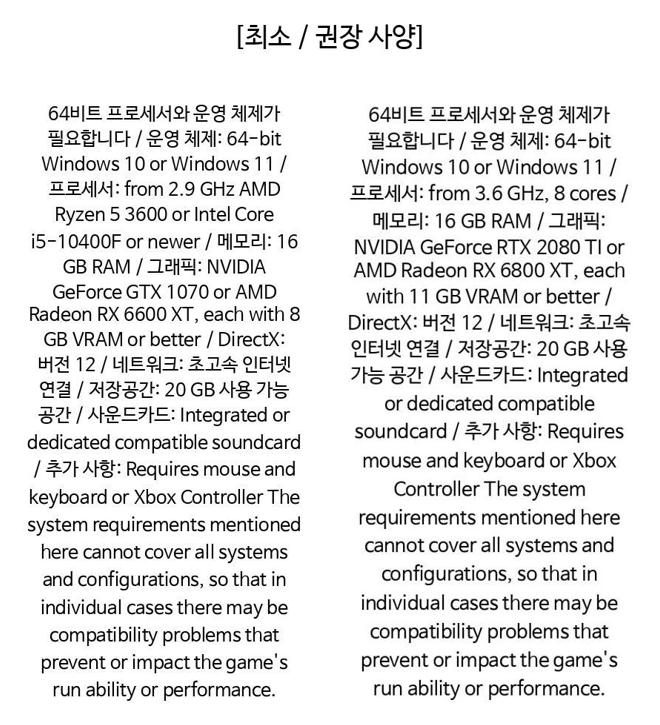 [최소 / 권장 사양]
64비트 프로세서와 운영 체제가
필요합니다 / 운영 체제: 64-bit
Windows 10 or Windows 11 /
프로세서: from 2.9 GHz AMD
Ryzen 5 3600 or Intel Core
i5-10400F or newer / 메모리: 16
GB RAM / 그래픽: NVIDIA
GeForce GTX 1070 or AMD
Radeon RX 6600 XT, each with 8
GB VRAM or better / DirectX:
버전 12 / 네트워크: 초고속 인터넷
연결 / 저장공간: 20 GB 사용 가능
공간 / 사운드카드: Integrated or
dedicated compatible soundcard
/ 추가 사항: Requires mouse and
keyboard or Xbox Controller The
system requirements mentioned
here cannot cover all systems
and configurations, so that in
individual cases there may be
compatibility problems that
prevent or impact the game's
run ability or performance.
64비트 프로세서와 운영 체제가
필요합니다 / 운영 체제: 64-bit
Windows 10 or Windows 11 /
프로세서: from 3.6 GHz, 8 cores /
메모리: 16 GB RAM / 그래픽:
NVIDIA GeForce RTX 2080 TI or
AMD Radeon RX 6800 XT, each
with 11 GB VRAM or better /
DirectX: 버전 12 / 네트워크: 초고속
인터넷 연결 / 저장공간: 20 GB 사용
가능 공간 / 사운드카드: Integrated
or dedicated compatible
soundcard / 추가 사항: Requires
mouse and keyboard or Xbox
Controller The system
requirements mentioned here
cannot cover all systems and
configurations, so that in
individual cases there may be
compatibility problems that
prevent or impact the game's
run ability or performance.